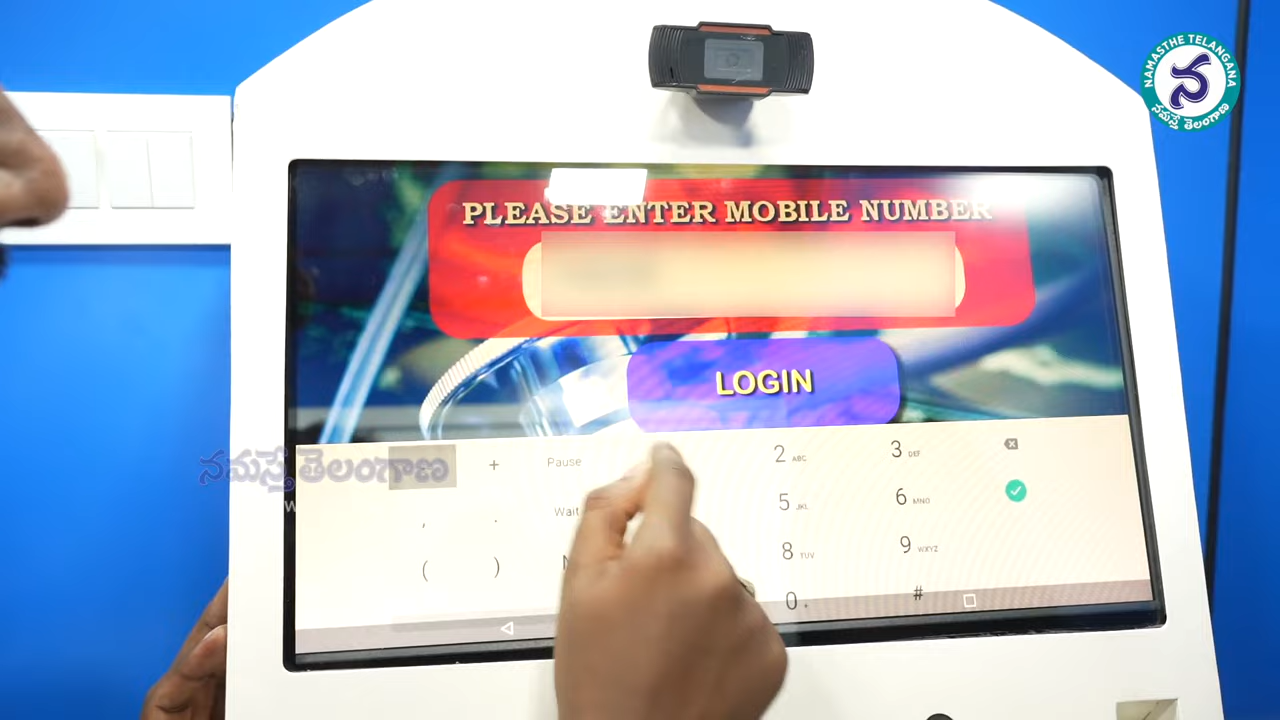 NAMASTHE TELANGANA
నమస్తే తెలంగాణ
PLEASE ENTER MOBILE NUMBER
LOGIN
నమస్తే తెలంగాణ
+ Pause 2 ABC 3 DEF
, . Wait 5 JKL 6 MNO
( ) 8 TUV 9 WXYZ
0 + #